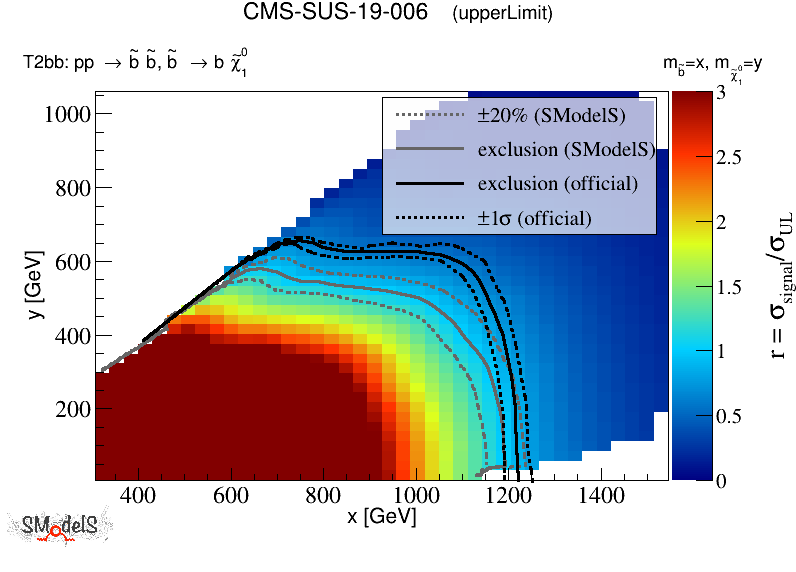 CMS-SUS-19-006 (upperLimit)
T2bb: pp → b̃ b̃, b̃ → b χ̃₁⁰
m_b̃=x, m_χ̃₁⁰=y
±20% (SModelS)
exclusion (SModelS)
exclusion (official)
±1σ (official)
1000
800
600
400
200
y [GeV]
400 600 800 1000 1200 1400
x [GeV]
3
2.5
2
1.5
1
0.5
0
r = σ_signal/σ_UL
SModelS